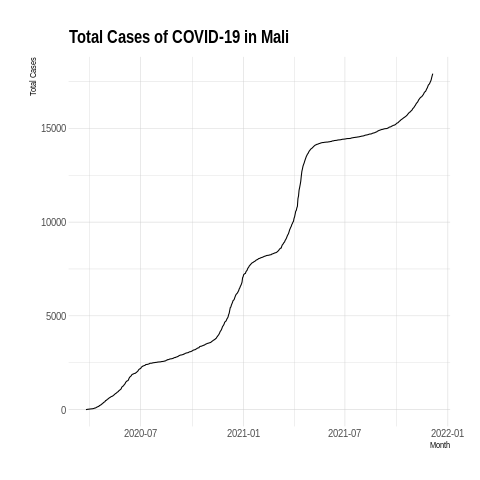 Total Cases of COVID-19 in Mali
Total Cases
15000
10000
5000
0
2020-07 2021-01 2021-07 2022-01
Month